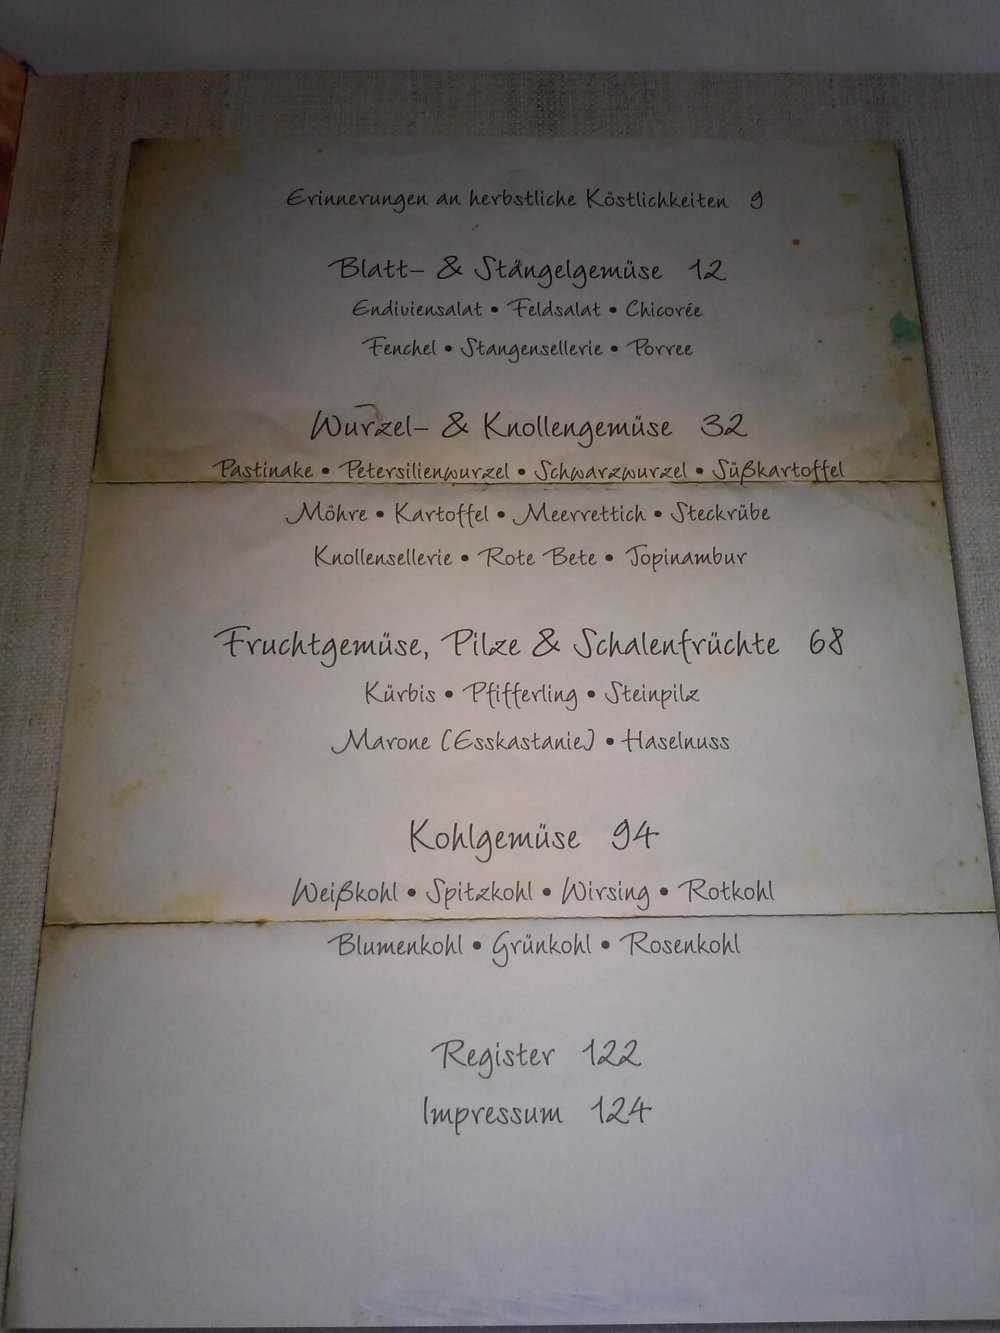 Erinnerungen an herbstliche Köstlichkeiten 9
Blatt- & Stängelgemüse 12
Endiviensalat • Feldsalat • Chicorée
Fenchel • Stangensellerie • Porree
Wurzel- & Knollengemüse 32
Pastinake • Petersilienwurzel • Schwarzwurzel • Süßkartoffel
Möhre • Kartoffel • Meerrettich • Steckrübe
Knollensellerie • Rote Bete • Topinambur
Fruchtgemüse, Pilze & Schalenfrüchte 68
Kürbis • Pfifferling • Steinpilz
Marone (Esskastanie) • Haselnuss
Kohlgemüse 94
Weißkohl • Spitzkohl • Wirsing • Rotkohl
Blumenkohl • Grünkohl • Rosenkohl
Register 122
Impressum 124